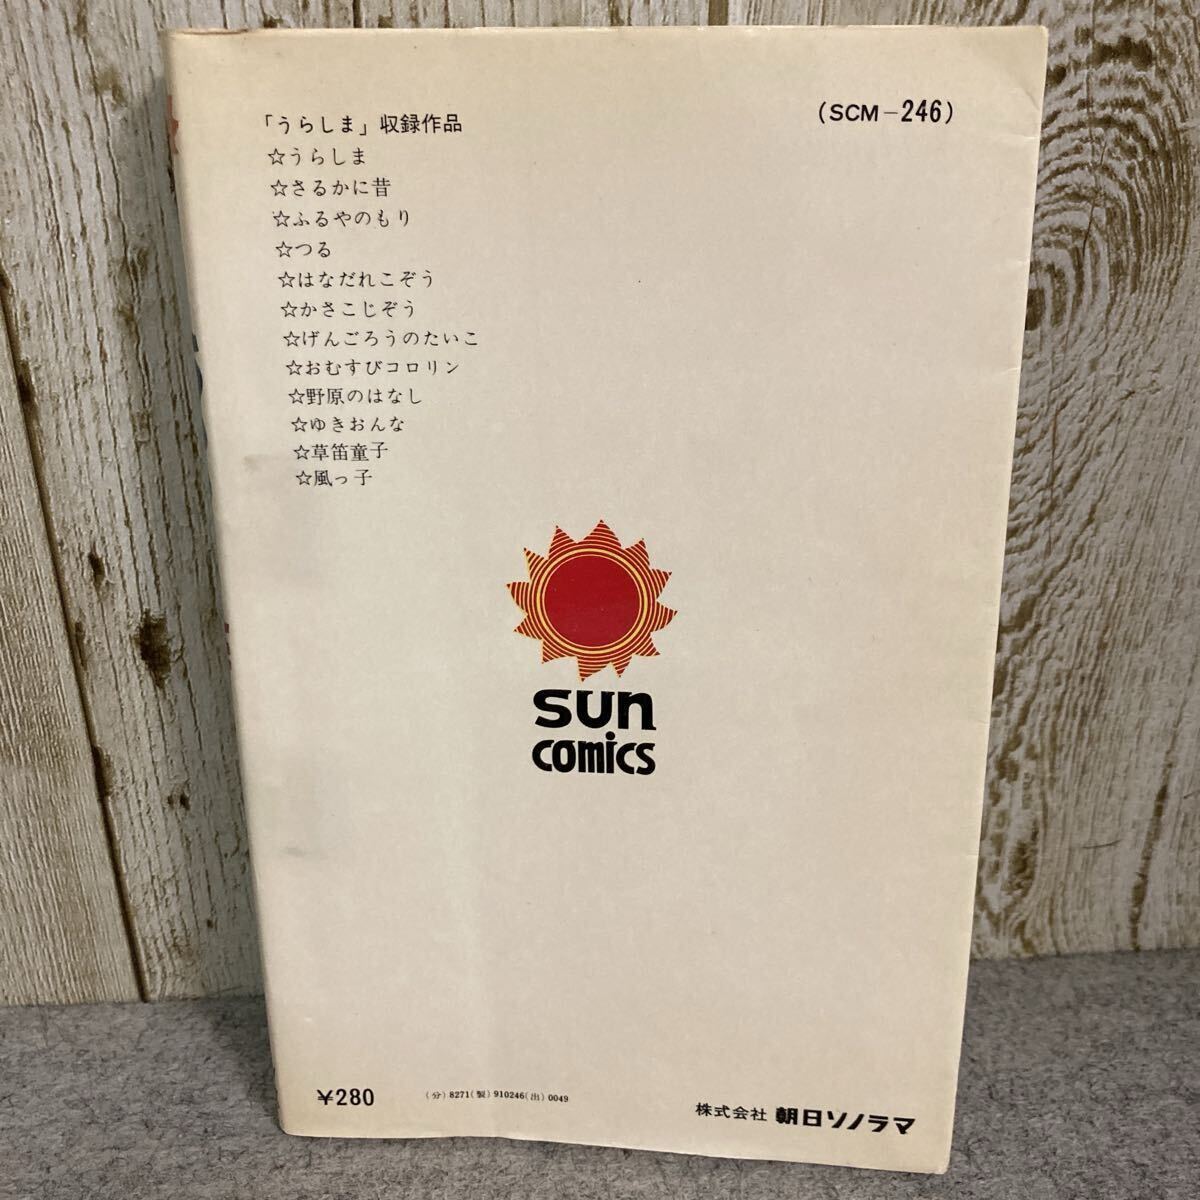 (SCM-246)
「うらしま」収録作品
☆うらしま
☆さるかに昔
☆ふるやのもり
☆つる
☆はなだれこぞう
☆かさこじぞう
☆げんごろうのたいこ
☆おむすびコロリン
☆野原のはなし
☆ゆきおんな
☆草笛童子
☆風っ子
sun
comics
¥280
(分)8271(製)910246(出)0049
株式会社 朝日ソノラマ